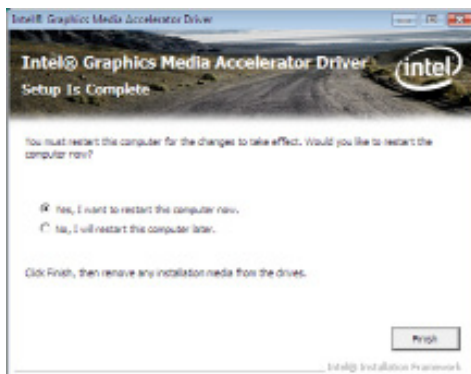 Intel® Graphics Media Accelerator Driver
Intel® Graphics Media Accelerator Driver
intel
Setup Is Complete
You must restart this computer for the changes to take effect. Would you like to restart the
computer now?
Yes, I want to restart this computer now.
No, I will restart this computer later.
Click Finish, then remove any installation media from the drives.
Finish
Intel® Installation Framework